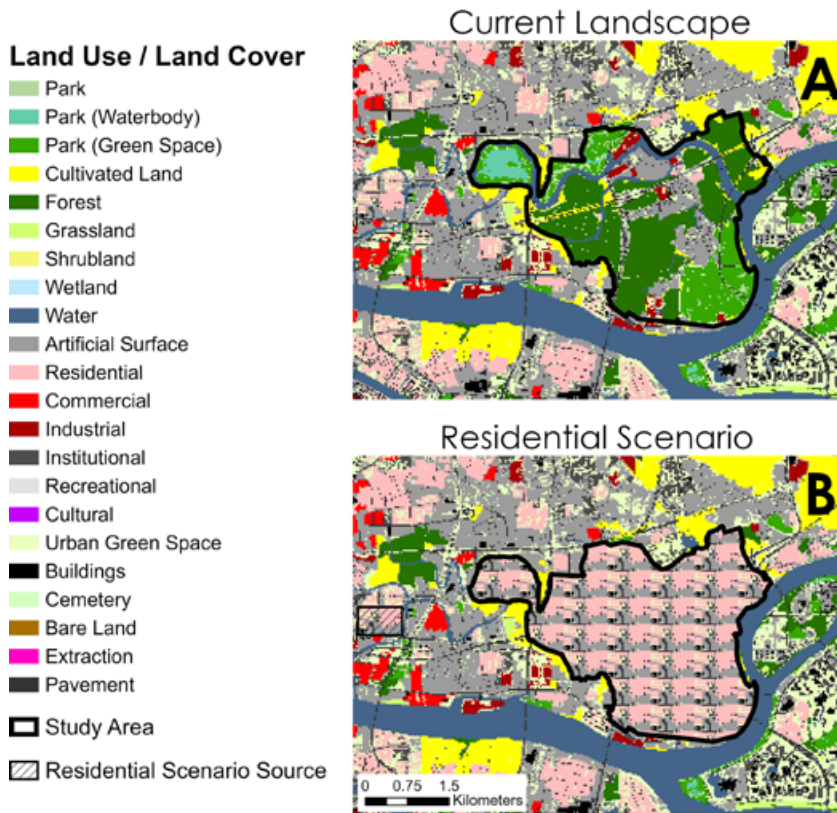 Current Landscape
Land Use / Land Cover
Park
Park (Waterbody)
Park (Green Space)
Cultivated Land
Forest
Grassland
Shrubland
Wetland
Water
Artificial Surface
Residential
Commercial
Industrial
Institutional
Recreational
Cultural
Urban Green Space
Buildings
Cemetery
Bare Land
Extraction
Pavement
Study Area
Residential Scenario Source
A
Residential Scenario
B
0 0.75 1.5
Kilometers